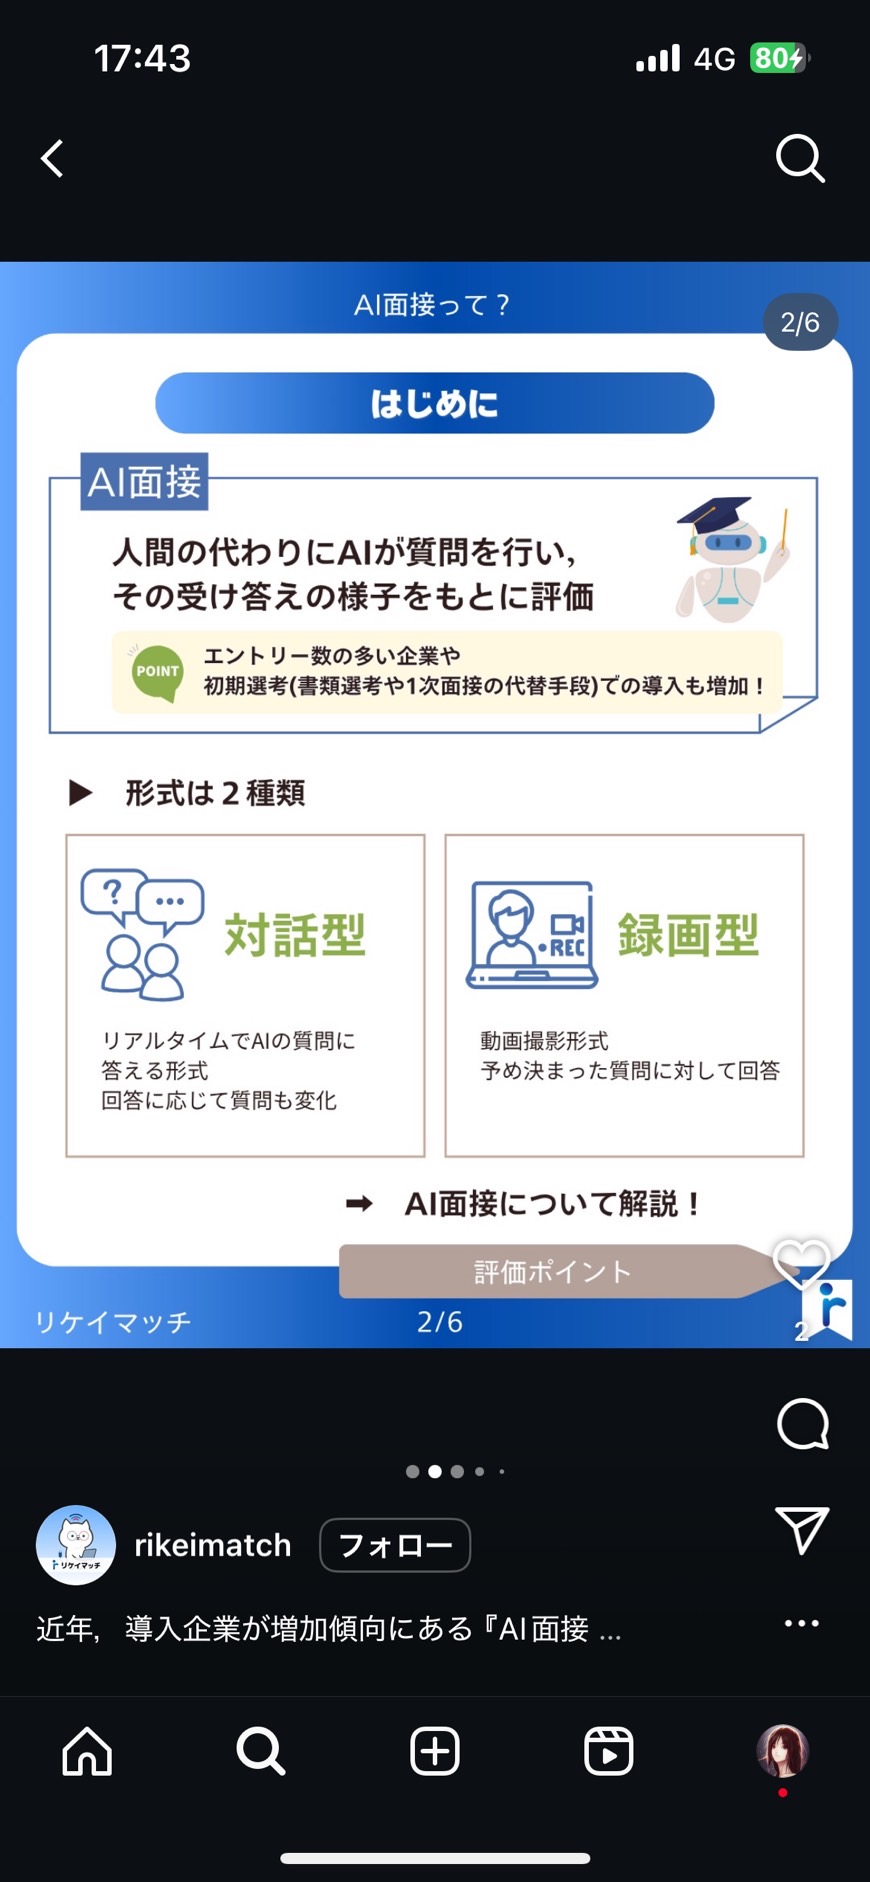 17:43
4G 80
AI面接って？
2/6
はじめに
AI面接
人間の代わりにAIが質問を行い,
その受け答えの様子をもとに評価
POINT
エントリー数の多い企業や
初期選考(書類選考や1次面接の代替手段)での導入も増加！
▶ 形式は２種類
?
...
対話型
リアルタイムでAIの質問に
答える形式
回答に応じて質問も変化
•REC
録画型
動画撮影形式
予め決まった質問に対して回答
➡ AI面接について解説！
評価ポイント
リケイマッチ
2/6
r
2
リケイマッチ
rikeimatch
フォロー
近年, 導入企業が増加傾向にある『AI面接 ...